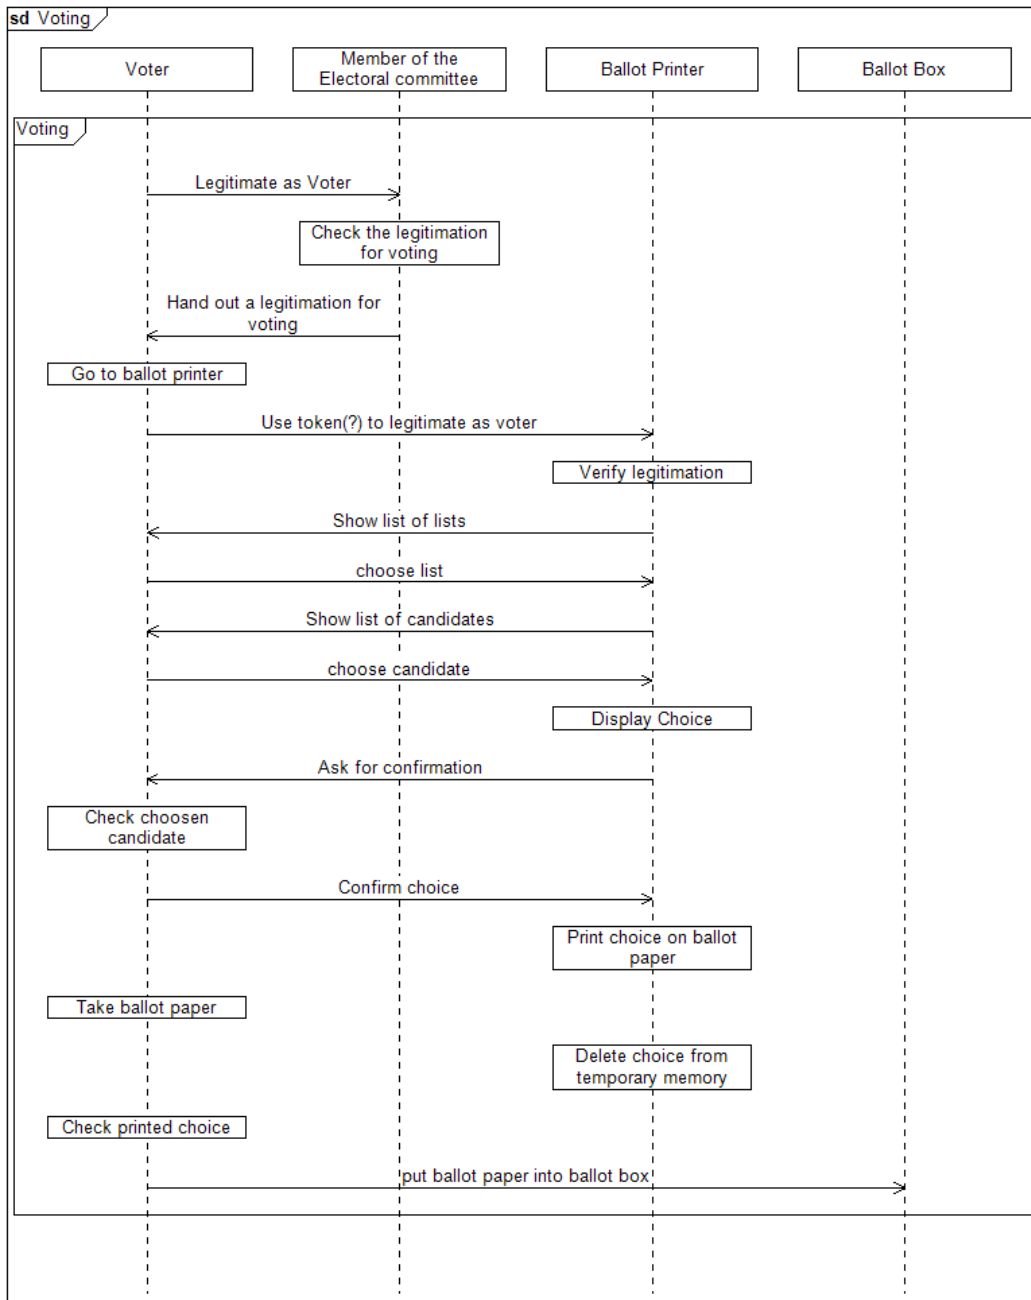 sd Voting
Voter
Member of the
Electoral committee
Ballot Printer
Ballot Box
Voting
Legitimate as Voter
Check the legitimation
for voting
Hand out a legitimation for
voting
Go to ballot printer
Use token(?) to legitimate as voter
Verify legitimation
Show list of lists
choose list
Show list of candidates
choose candidate
Display Choice
Ask for confirmation
Check choosen
candidate
Confirm choice
Print choice on ballot
paper
Take ballot paper
Delete choice from
temporary memory
Check printed choice
put ballot paper into ballot box